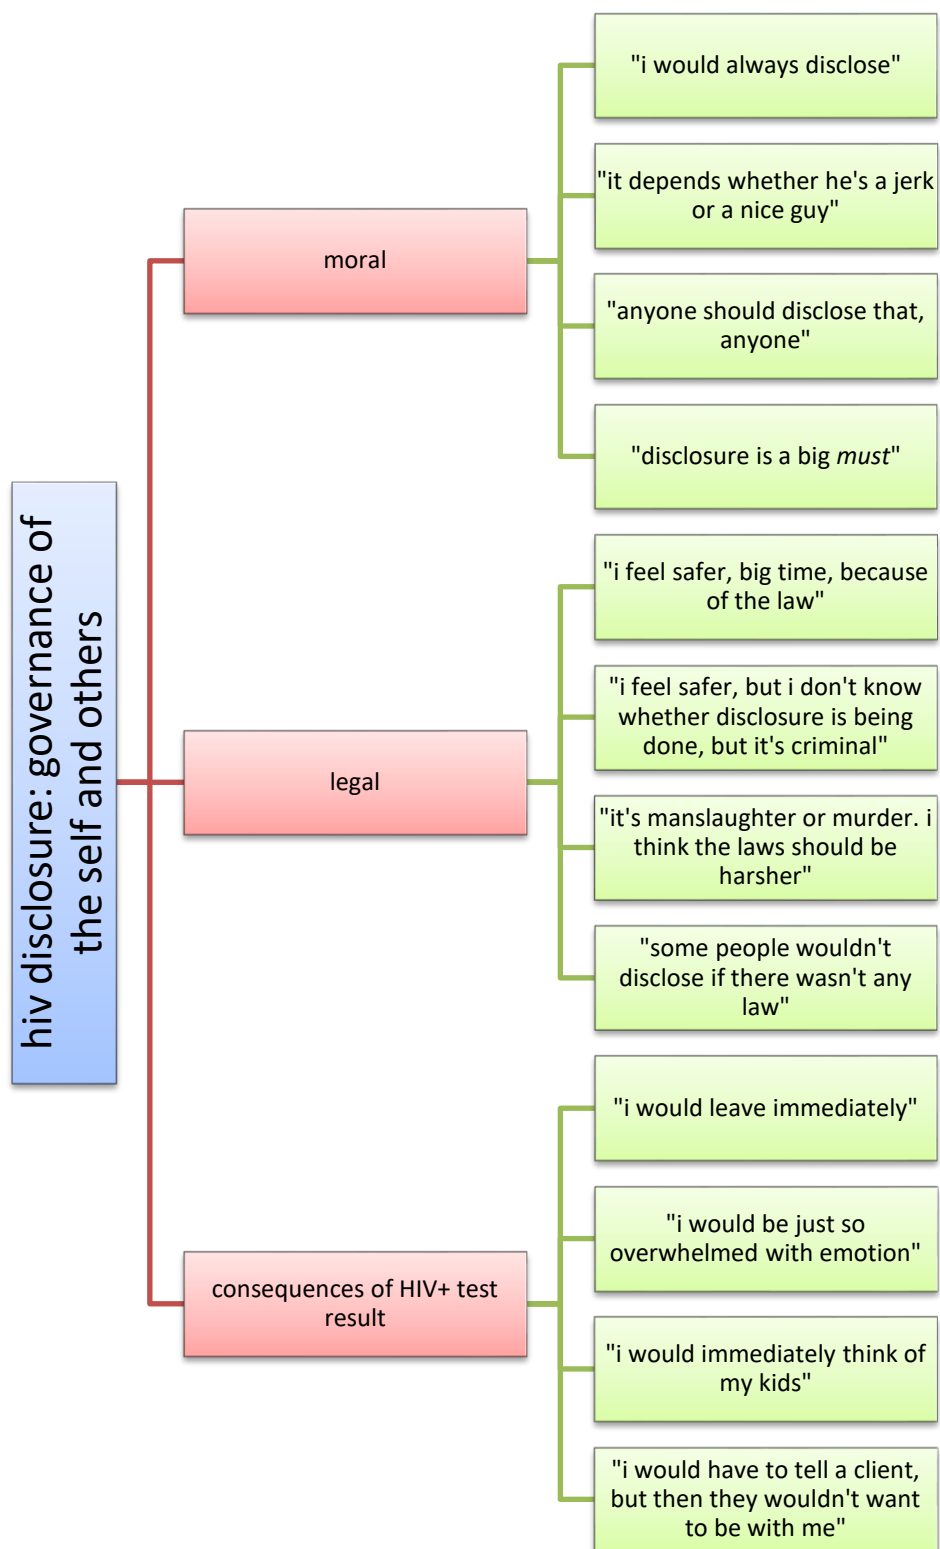 hiv disclosure: governance of
the self and others
moral
"i would always disclose"
"it depends whether he's a jerk
or a nice guy"
"anyone should disclose that,
anyone"
"disclosure is a big must"
legal
"i feel safer, big time, because
of the law"
"i feel safer, but i don't know
whether disclosure is being
done, but it's criminal"
"it's manslaughter or murder. i
think the laws should be
harsher"
"some people wouldn't
disclose if there wasn't any
law"
consequences of HIV+ test
result
"i would leave immediately"
"i would be just so
overwhelmed with emotion"
"i would immediately think of
my kids"
"i would have to tell a client,
but then they wouldn't want
to be with me"